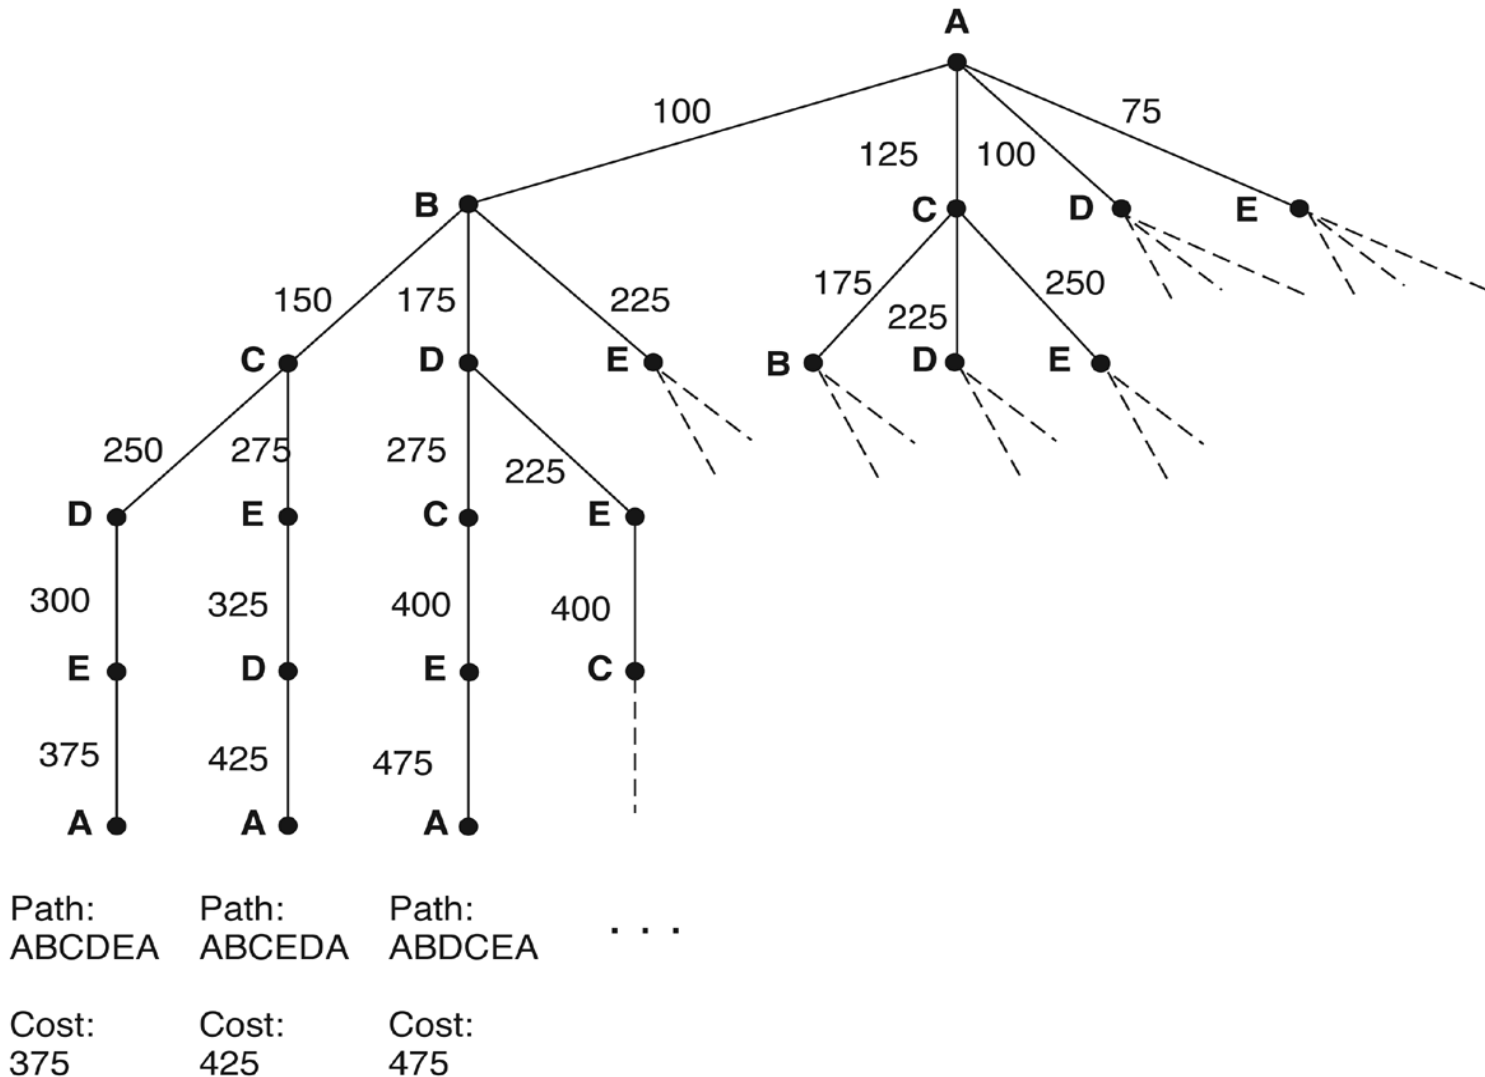 A
100
125
100
75
B
C
D
E
150
175
225
175
225
250
C
D
E
B
D
E
250
275
275
225
D
E
C
E
300
325
400
400
E
D
E
C
375
425
475
A
A
A
Path: Path: Path:
ABCDEA ABCEDA ABDCEA . . .
Cost: Cost: Cost:
375 425 475